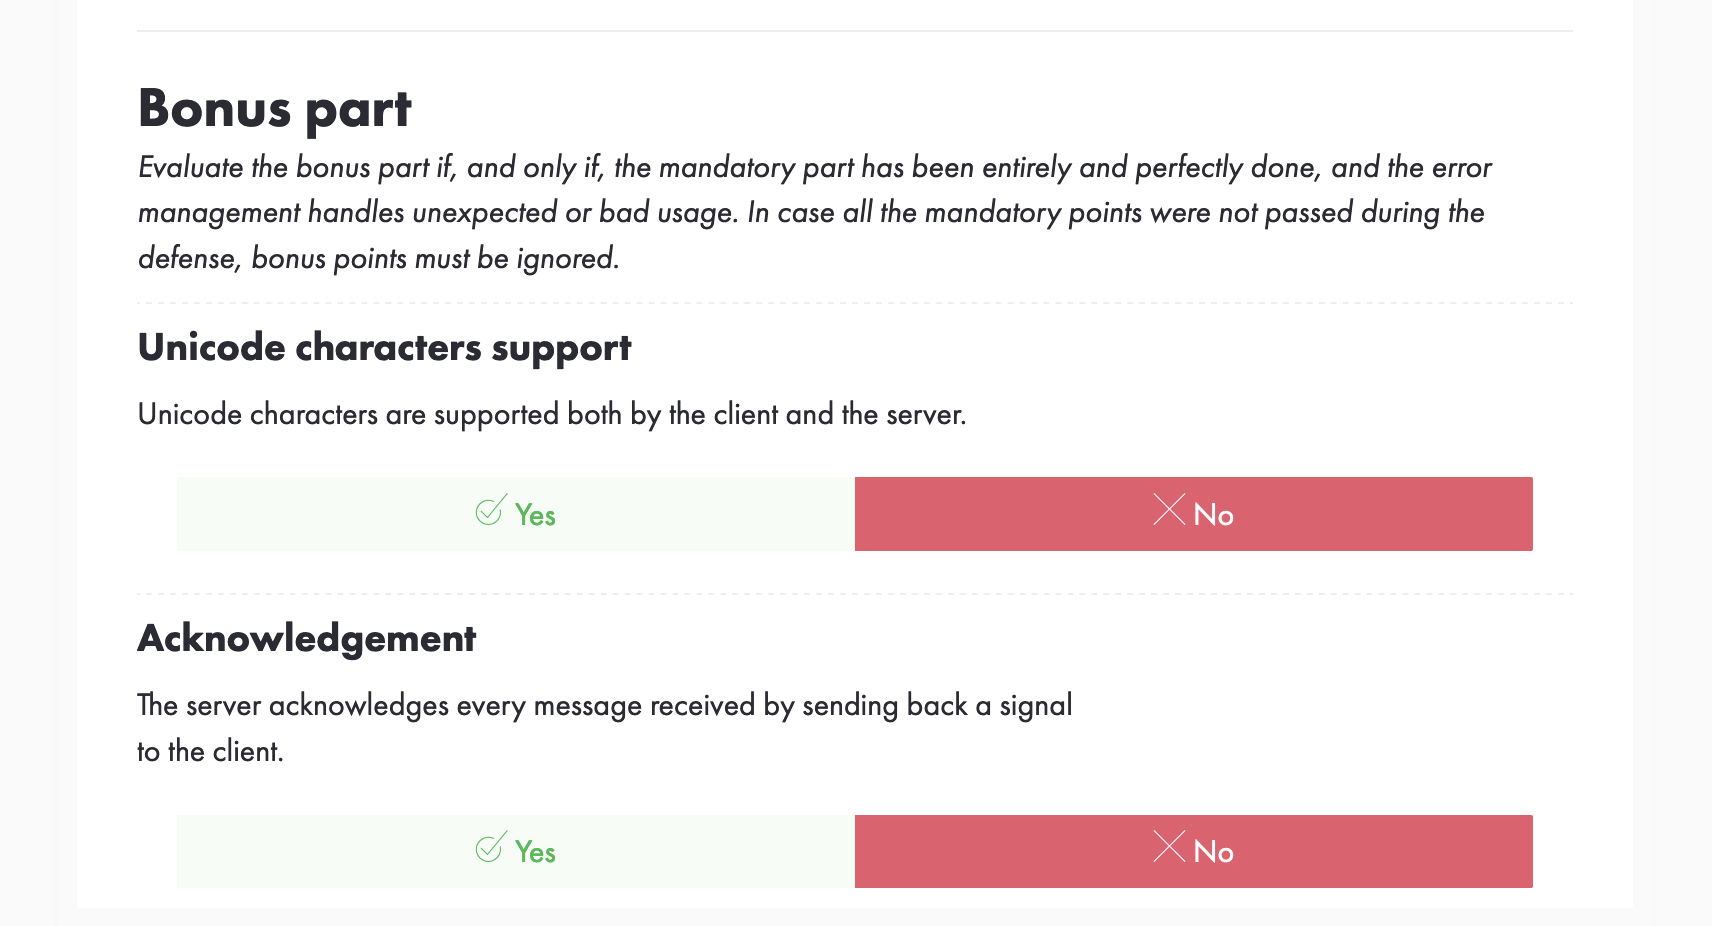 Bonus part
Evaluate the bonus part if, and only if, the mandatory part has been entirely and perfectly done, and the error
management handles unexpected or bad usage. In case all the mandatory points were not passed during the
defense, bonus points must be ignored.
Unicode characters support
Unicode characters are supported both by the client and the server.
Yes
No
Acknowledgement
The server acknowledges every message received by sending back a signal
to the client.
Yes
No